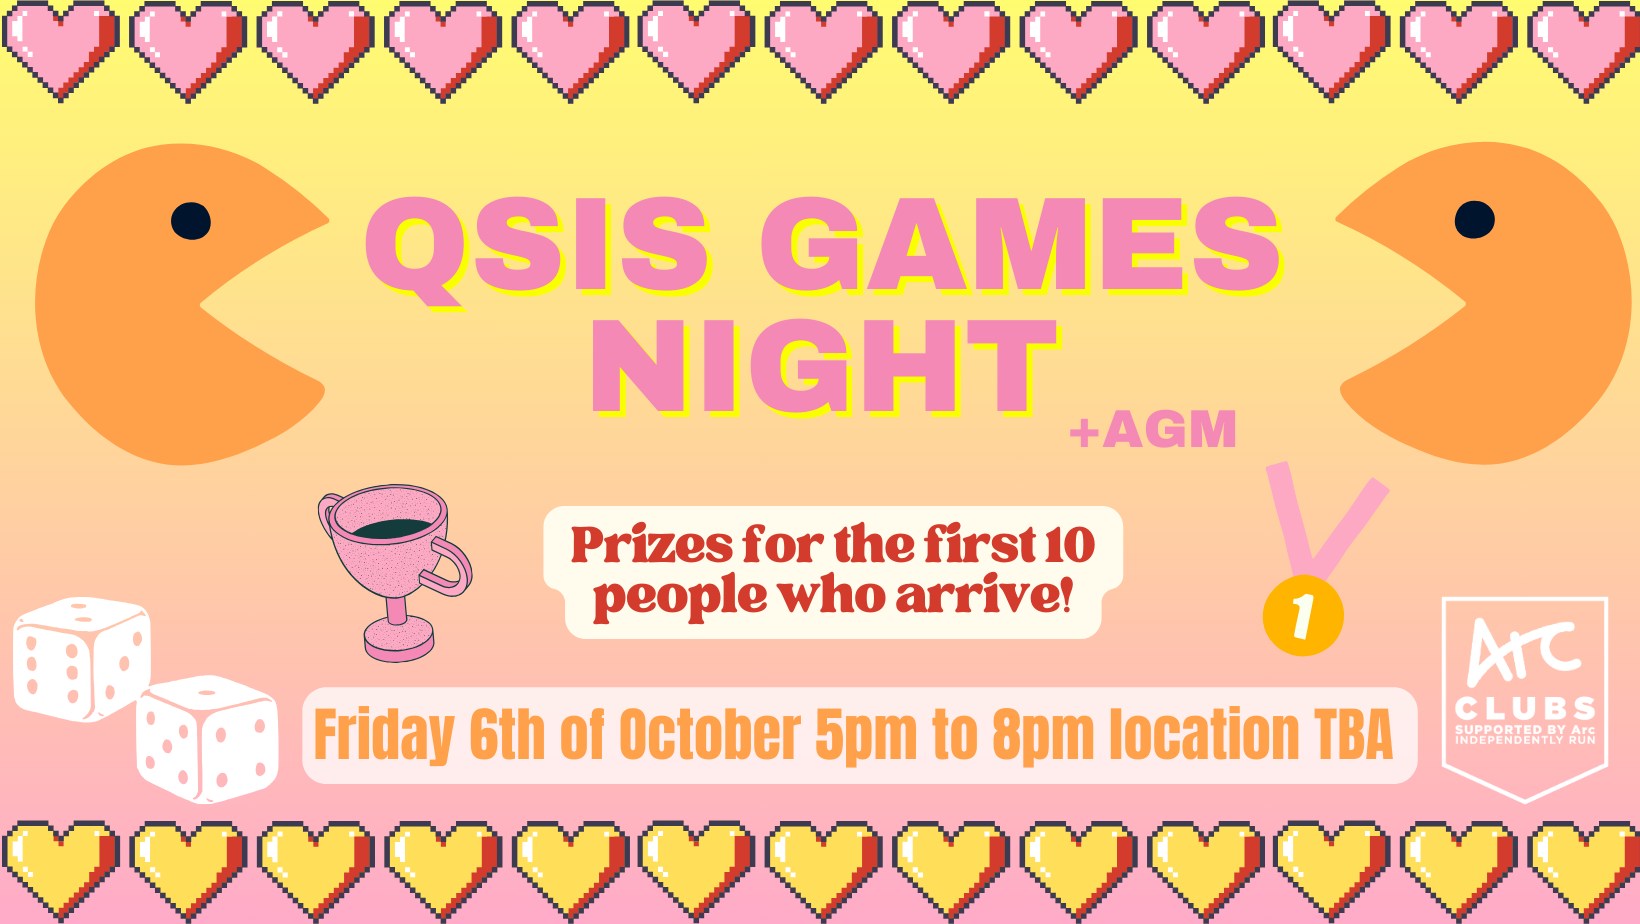 QSIS GAMES
NIGHT
+AGM
Prizes for the first 10
people who arrive!
1
Friday 6th of October 5pm to 8pm location TBA
Arc
CLUBS
SUPPORTED BY Arc
INDEPENDENTLY RUN